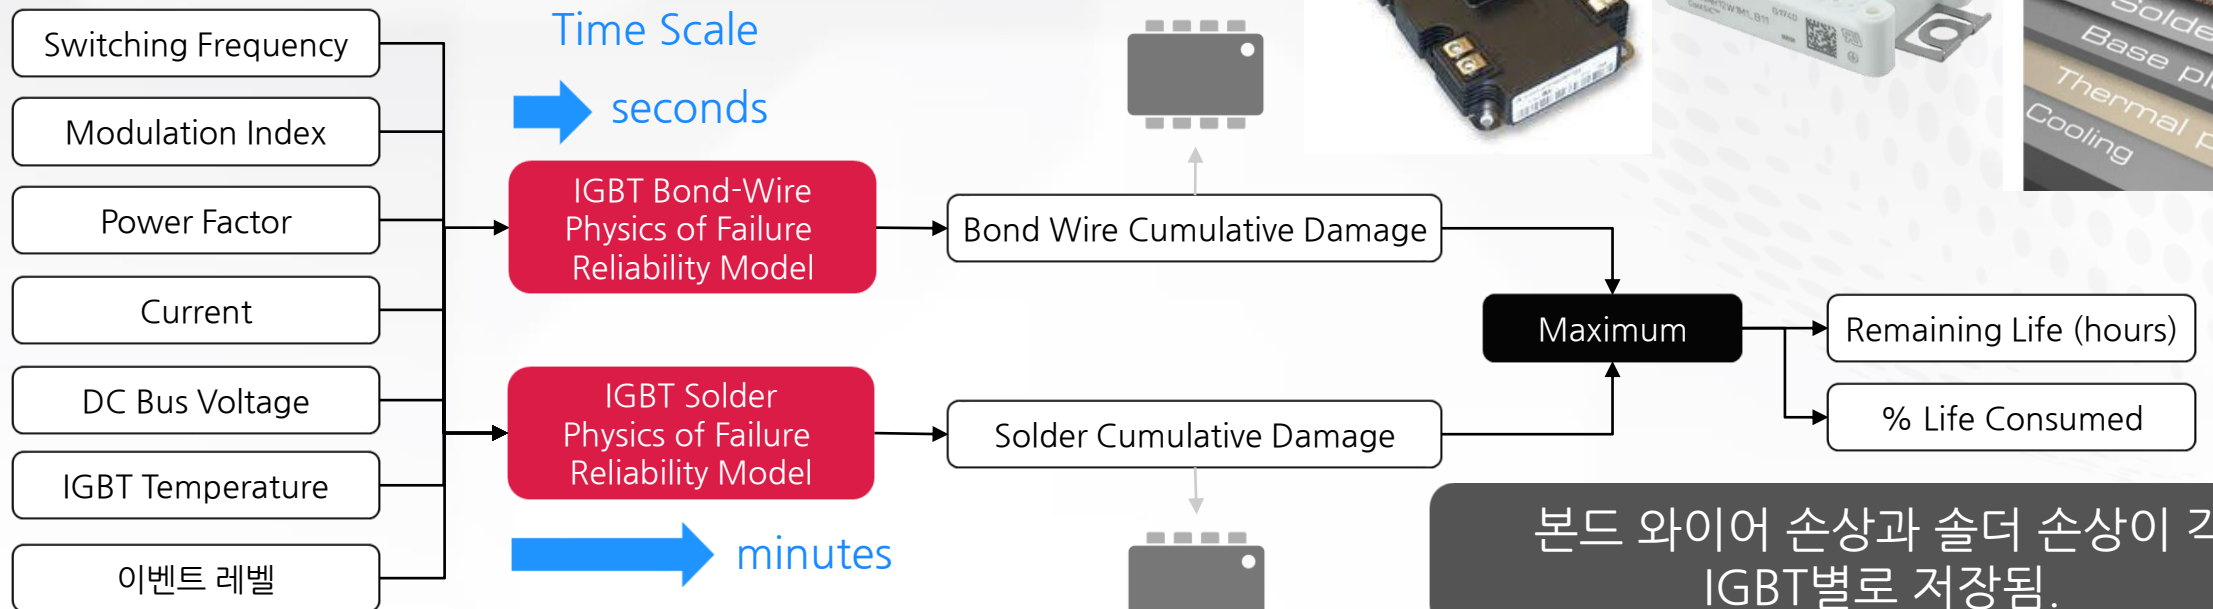 Switching Frequency
Modulation Index
Power Factor
Current
DC Bus Voltage
IGBT Temperature
이벤트 레벨
Time Scale
seconds
IGBT Bond-Wire
Physics of Failure
Reliability Model
IGBT Solder
Physics of Failure
Reliability Model
minutes
Bond Wire Cumulative Damage
Solder Cumulative Damage
Maximum
Remaining Life (hours)
% Life Consumed
Base
Thermal
Cooling
본드 와이어 손상과 솔더 손상이
IGBT별로 저장됨.